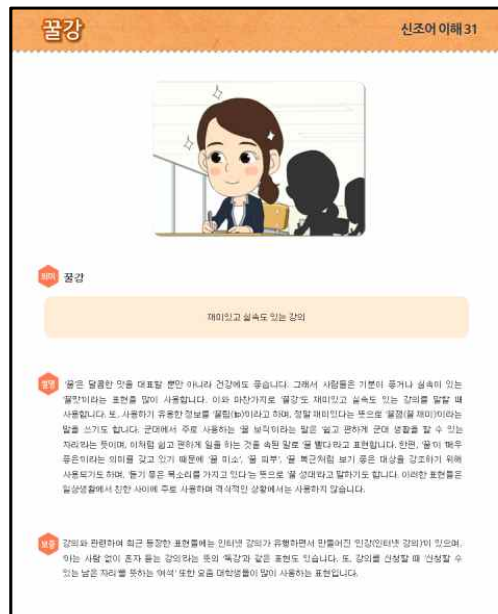 꿀강
신조어 이해 31
의미 꿀강
재미있고 실속도 있는 강의
설명 '꿀'은 달콤한 맛을 대표할 뿐만 아니라 건강에도 좋습니다. 그래서 사람들은 기분이 좋거나 실속이 있는
'꿀맛'이라는 표현을 많이 사용합니다. 이와 마찬가지로 '꿀강'도 재미있고 실속도 있는 강의를 말할 때
사용합니다. 또, 사용하기 유용한 정보를 '꿀팁(tip)'이라고 하며, 정말 재미있다는 뜻으로 '꿀잼(꿀 재미)'이라는
말을 쓰기도 합니다. 군대에서 주로 사용하는 '꿀 보직'이라는 말은 '쉽고 편하게 군대 생활을 할 수 있는
자리'라는 뜻이며, 이처럼 쉽고 편하게 일을 하는 것을 속된 말로 '꿀 빨다'라고 표현합니다. 한편, '꿀'이 '매우
좋은'이라는 의미를 갖고 있기 때문에 '꿀 미소', '꿀 피부', '꿀 복근'처럼 보기 좋은 대상을 강조하기 위해
사용되기도 하며, '듣기 좋은 목소리를 가지고 있다'는 뜻으로 '꿀 성대'라고 말하기도 합니다. 이러한 표현들은
일상생활에서 친한 사이에 주로 사용하며 격식적인 상황에서는 사용하지 않습니다.
보충 강의와 관련하여 최근 등장한 표현들에는 인터넷 강의가 유행하면서 만들어진 '인강(인터넷 강의)'이 있으며,
'아는 사람 없이 혼자 듣는 강의'라는 뜻의 '독강'과 같은 표현도 있습니다. 또, 강의를 신청할 때 '신청할 수
있는 남은 자리'를 뜻하는 '여석' 또한 요즘 대학생들이 많이 사용하는 표현입니다.